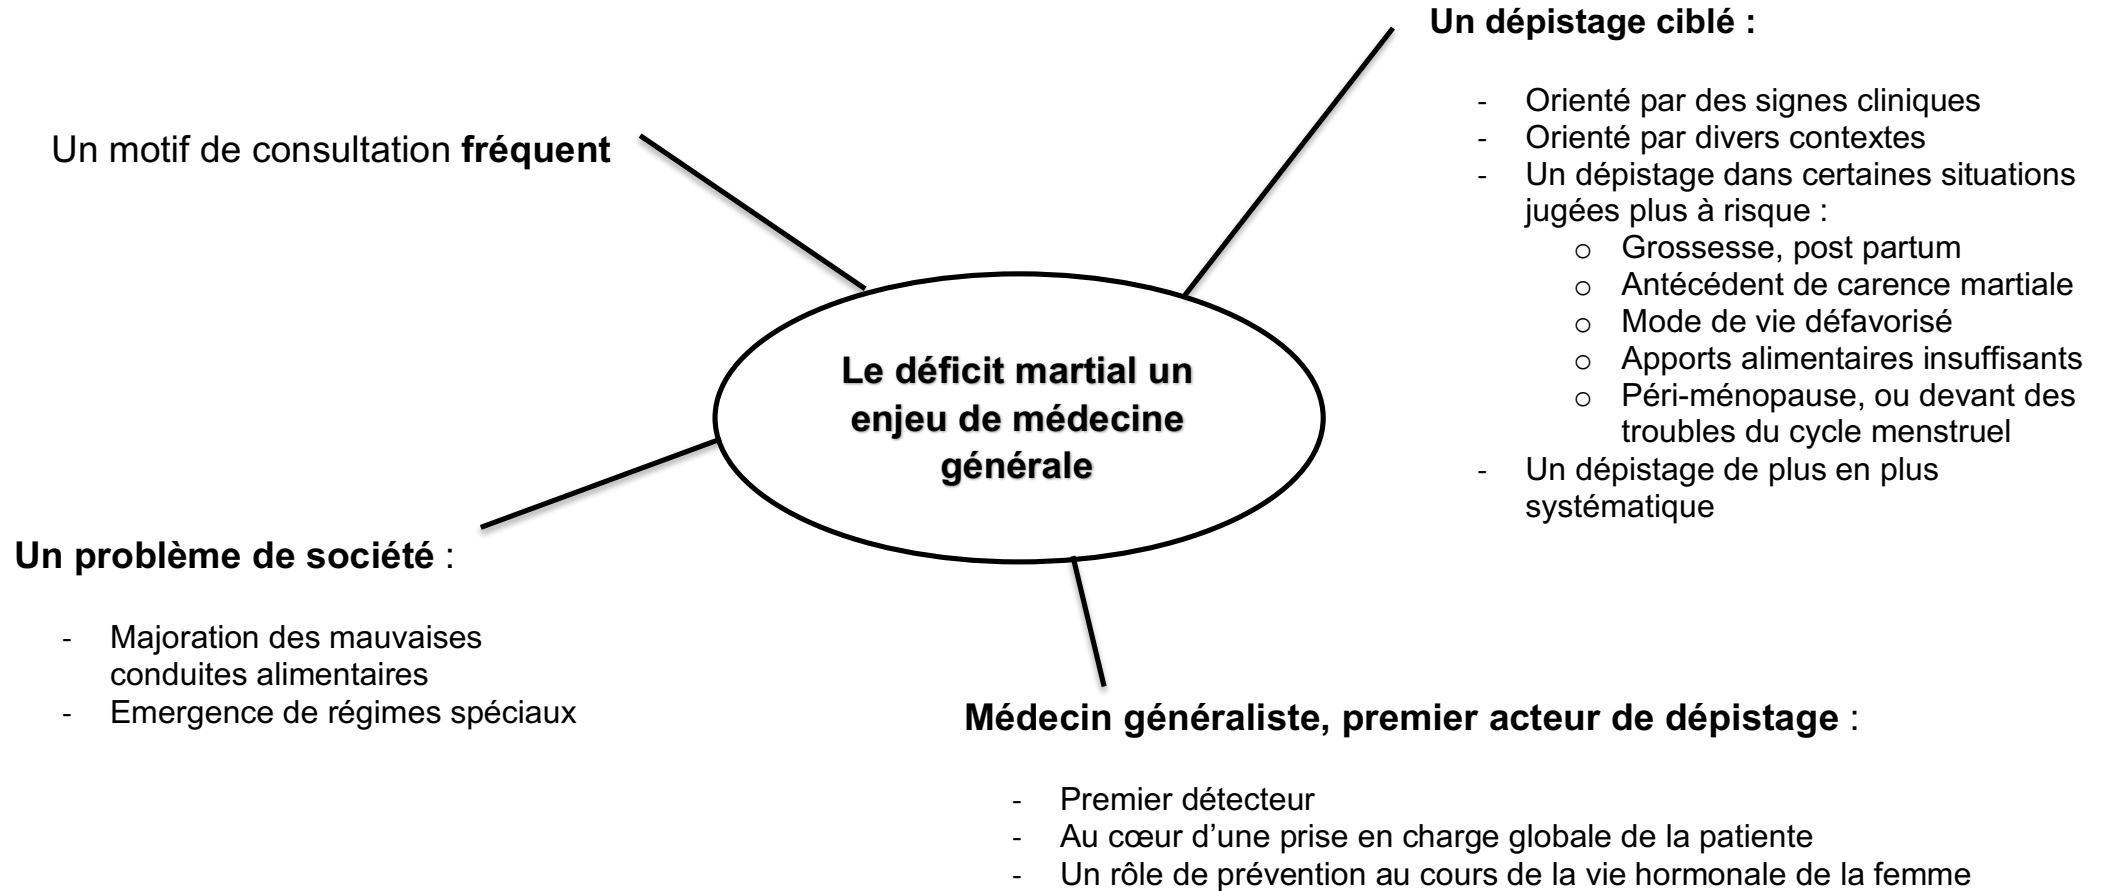 Un dépistage ciblé :
- Orienté par des signes cliniques
- Orienté par divers contextes
- Un dépistage dans certaines situations
jugées plus à risque :
o Grossesse, post partum
o Antécédent de carence martiale
o Mode de vie défavorisé
o Apports alimentaires insuffisants
o Péri-ménopause, ou devant des
troubles du cycle menstruel
- Un dépistage de plus en plus
systématique
Un motif de consultation fréquent
Le déficit martial un
enjeu de médecine
générale
Un problème de société :
- Majoration des mauvaises
conduites alimentaires
- Emergence de régimes spéciaux
Médecin généraliste, premier acteur de dépistage :
- Premier détecteur
- Au cœur d’une prise en charge globale de la patiente
- Un rôle de prévention au cours de la vie hormonale de la femme